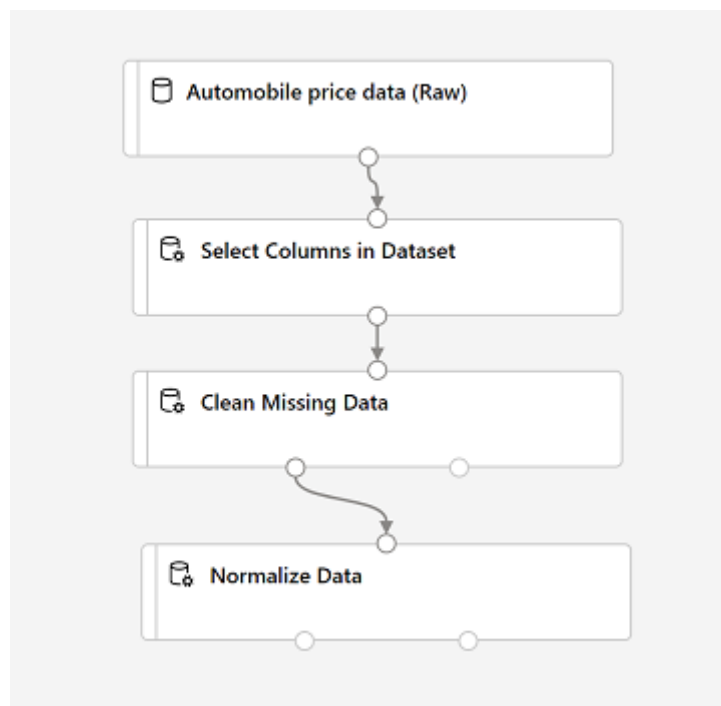 Automobile price data (Raw)
Select Columns in Dataset
Clean Missing Data
Normalize Data